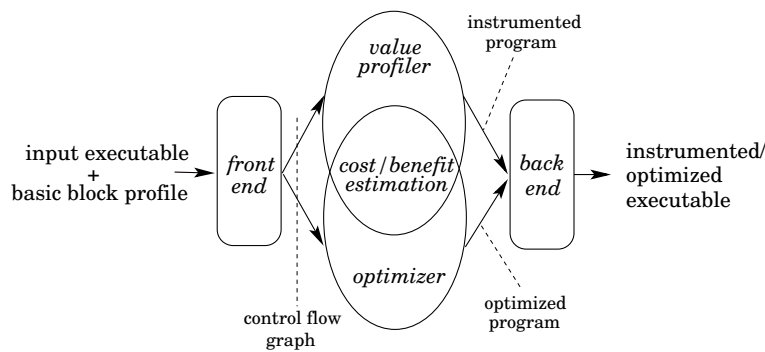 input executable
+
basic block profile
front
end
control flow
graph
value
profiler
cost/benefit
estimation
optimizer
instrumented
program
optimized
program
back
end
instrumented/
optimized
executable